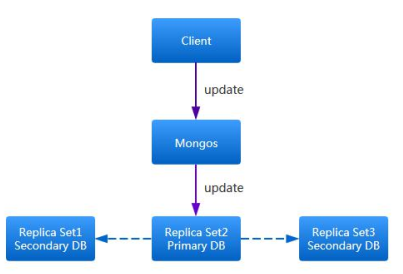 Client
update
Mongos
update
Replica Set1
Secondary DB
Replica Set2
Primary DB
Replica Set3
Secondary DB